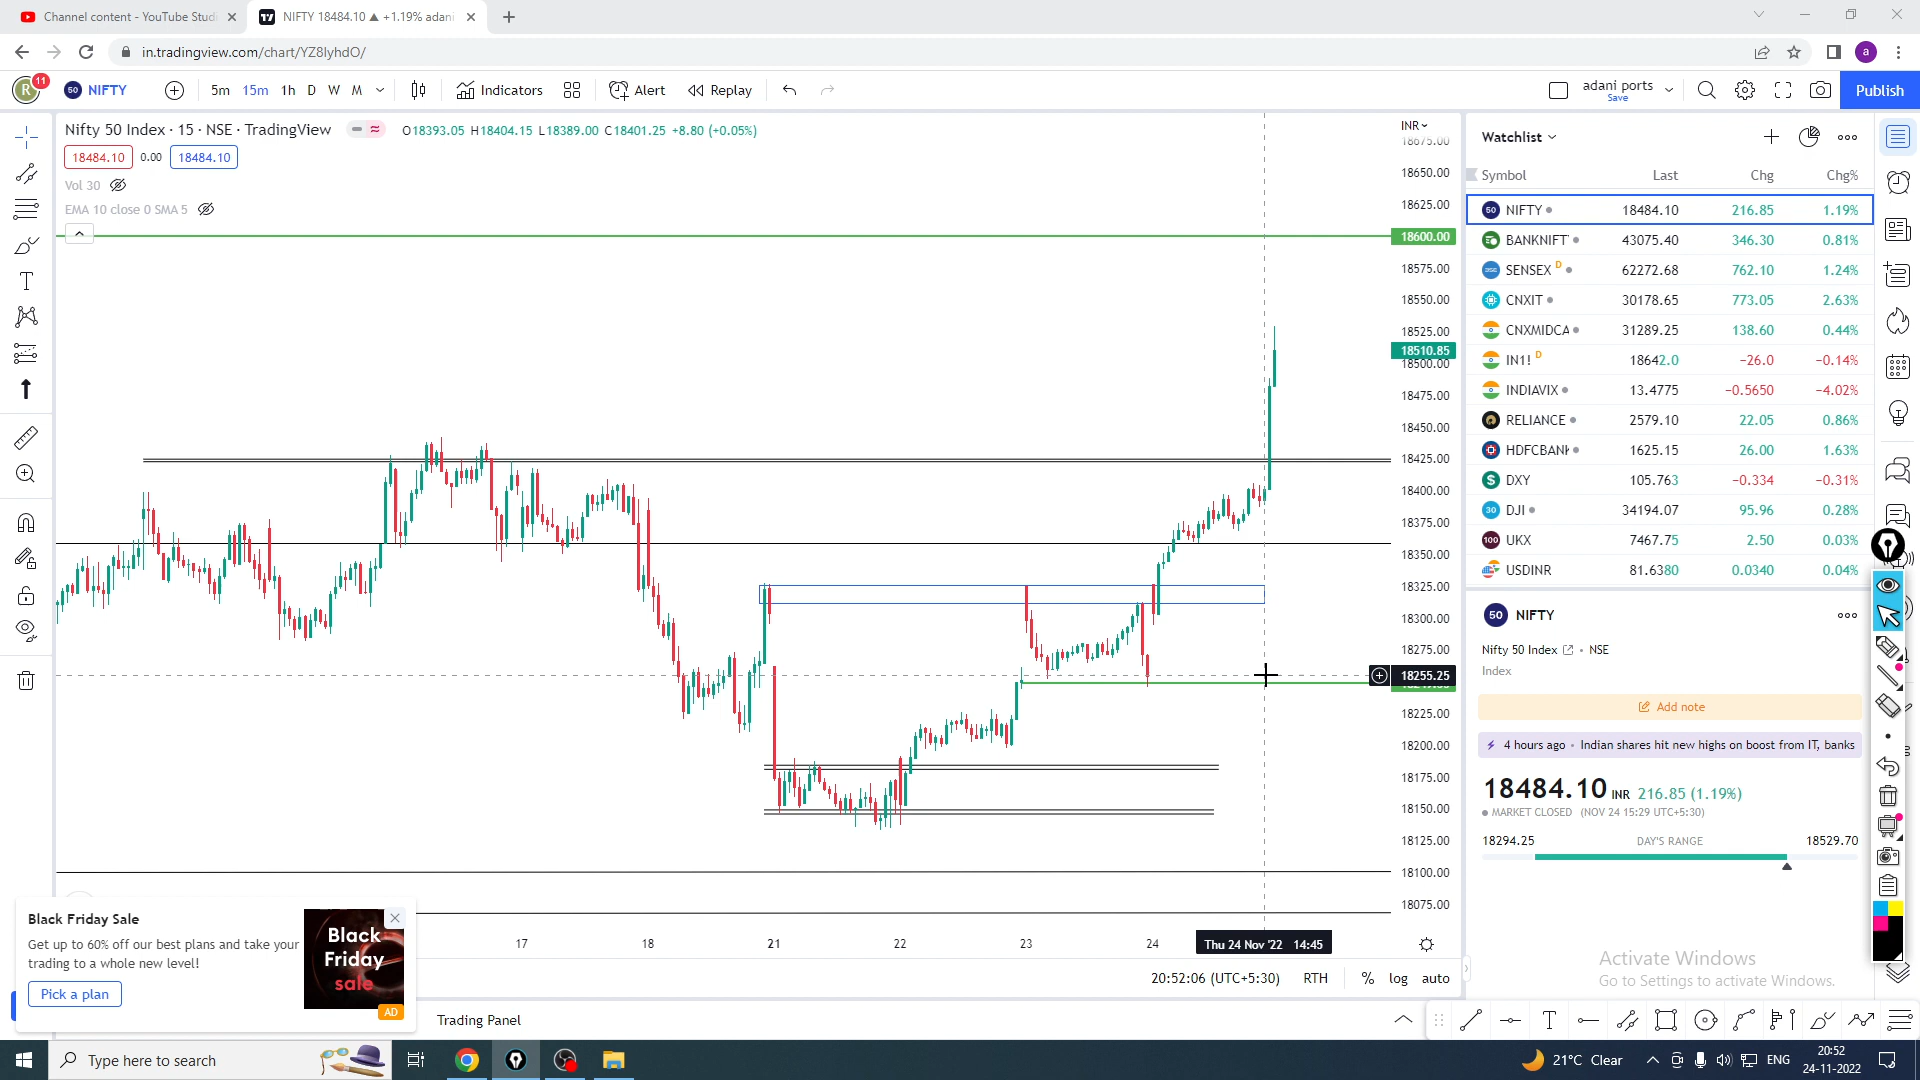 Channel content - YouTube Studi
NIFTY 18484.10 ▲ +1.19% adani
in.tradingview.com/chart/YZ8IyhdO/
a
R
11
50 NIFTY
5m 15m 1h D W M
Indicators
Alert
Replay
adani ports
Save
Publish
Nifty 50 Index · 15 · NSE · TradingView
O18393.05 H18404.15 L18389.00 C18401.25 +8.80 (+0.05%)
18484.10 0.00 18484.10
Vol 30
EMA 10 close 0 SMA 5
INR
18675.00
18650.00
18625.00
18600.00
18575.00
18550.00
18525.00
18510.85
18500.00
18475.00
18450.00
18425.00
18400.00
18375.00
18350.00
18325.00
18300.00
18275.00
18255.25
18225.00
18200.00
18175.00
18150.00
18125.00
18100.00
18075.00
17 18 21 22 23 24
Thu 24 Nov '22 14:45
20:52:06 (UTC+5:30) RTH % log auto
Trading Panel
Black Friday Sale
Get up to 60% off our best plans and take your
trading to a whole new level!
Pick a plan
Black
Friday
sale
AD
Watchlist
Symbol Last Chg Chg%
50 NIFTY 18484.10 216.85 1.19%
BANKNIFT 43075.40 346.30 0.81%
SENSEX D 62272.68 762.10 1.24%
CNXIT 30178.65 773.05 2.63%
CNXMIDCA 31289.25 138.60 0.44%
IN1! D 18642.0 −26.0 −0.14%
INDIAVIX 13.4775 −0.5650 −4.02%
RELIANCE 2579.10 22.05 0.86%
HDFCBANK 1625.15 26.00 1.63%
$ DXY 105.763 −0.334 −0.31%
30 DJI 34194.07 95.96 0.28%
100 UKX 7467.75 2.50 0.03%
USDINR 81.6380 0.0340 0.04%
50 NIFTY
Nifty 50 Index · NSE
Index
Add note
4 hours ago · Indian shares hit new highs on boost from IT, banks
18484.10 INR 216.85 (1.19%)
MARKET CLOSED (NOV 24 15:29 UTC+5:30)
18294.25 DAY'S RANGE 18529.70
Activate Windows
Go to Settings to activate Windows.
Type here to search
21°C Clear
ENG
20:52
24-11-2022